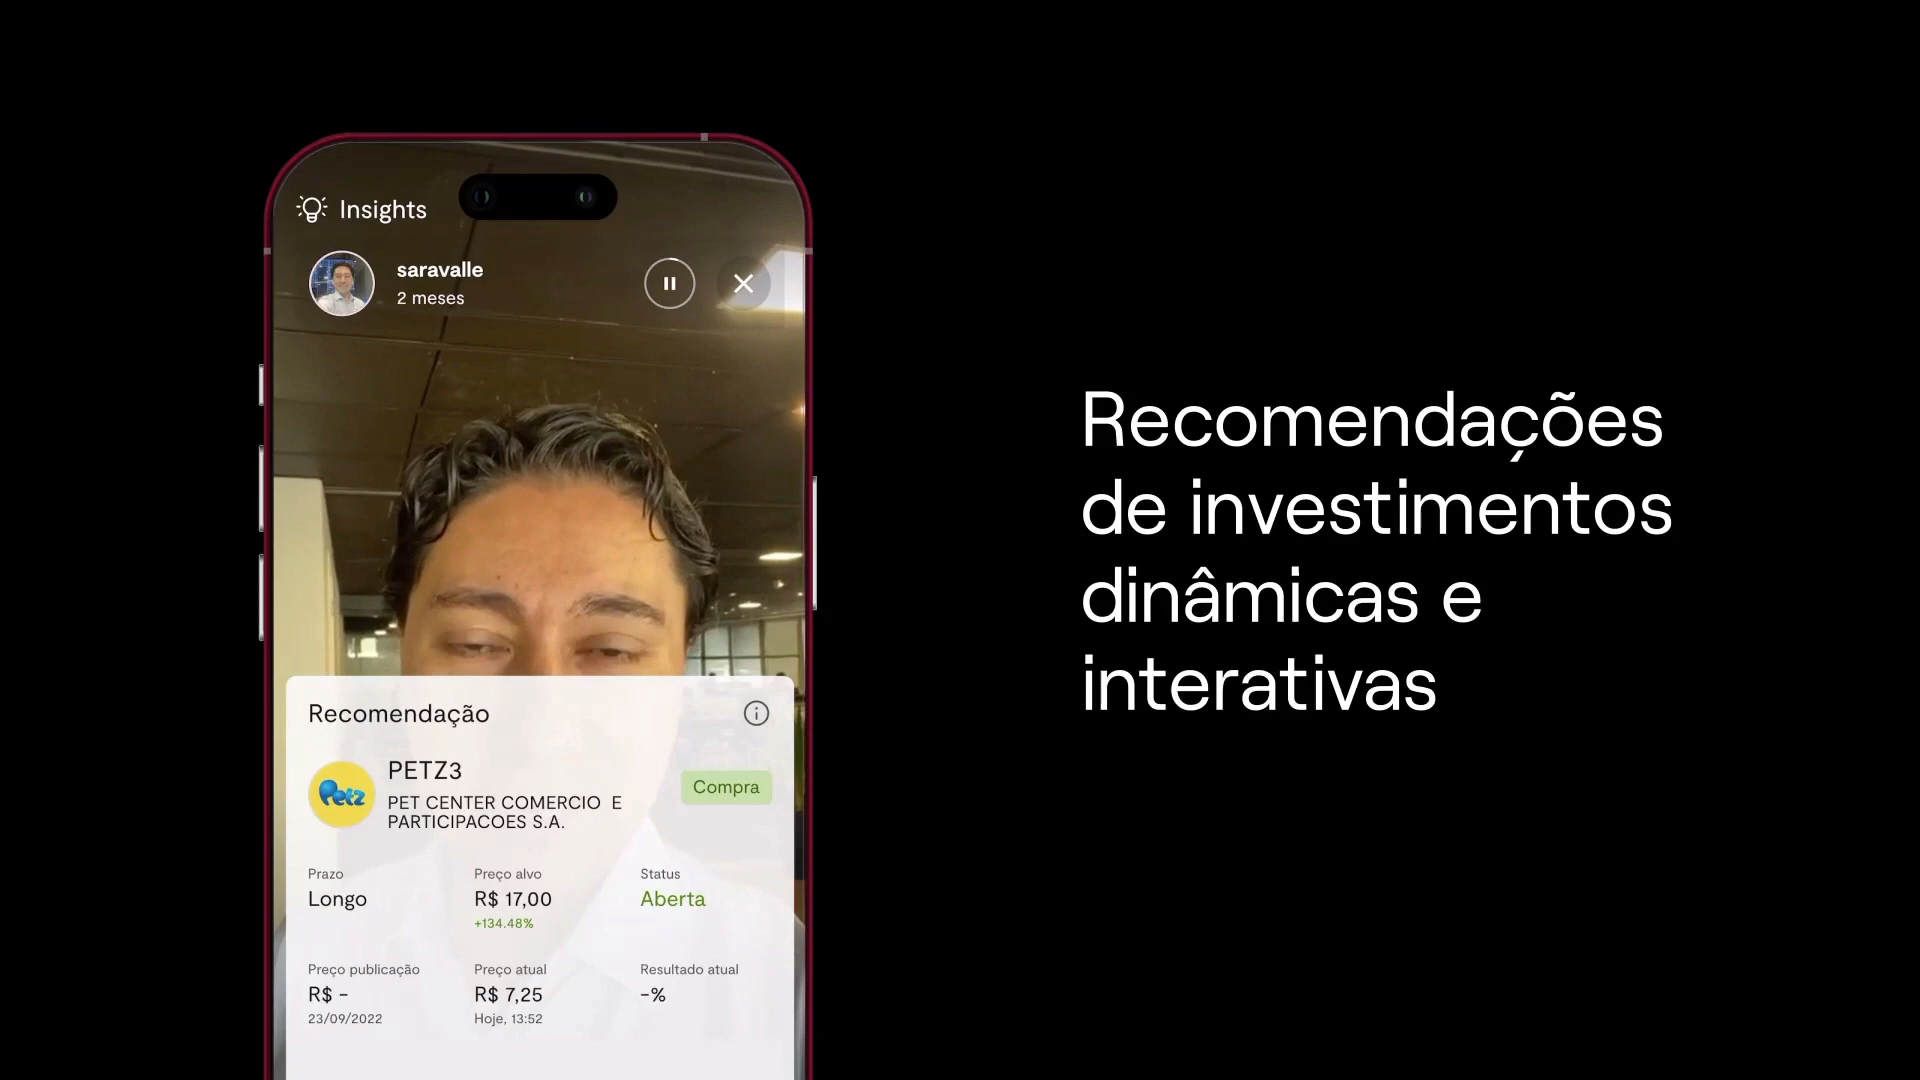 Insights
saravalle
2 meses
Recomendação
Petz
PETZ3
PET CENTER COMERCIO E
PARTICIPACOES S.A.
Compra
Prazo
Longo
Preço alvo
R$ 17,00
+134.48%
Status
Aberta
Preço publicação
R$ -
23/09/2022
Preço atual
R$ 7,25
Hoje, 13:52
Resultado atual
-%
Recomendações
de investimentos
dinâmicas e
interativas